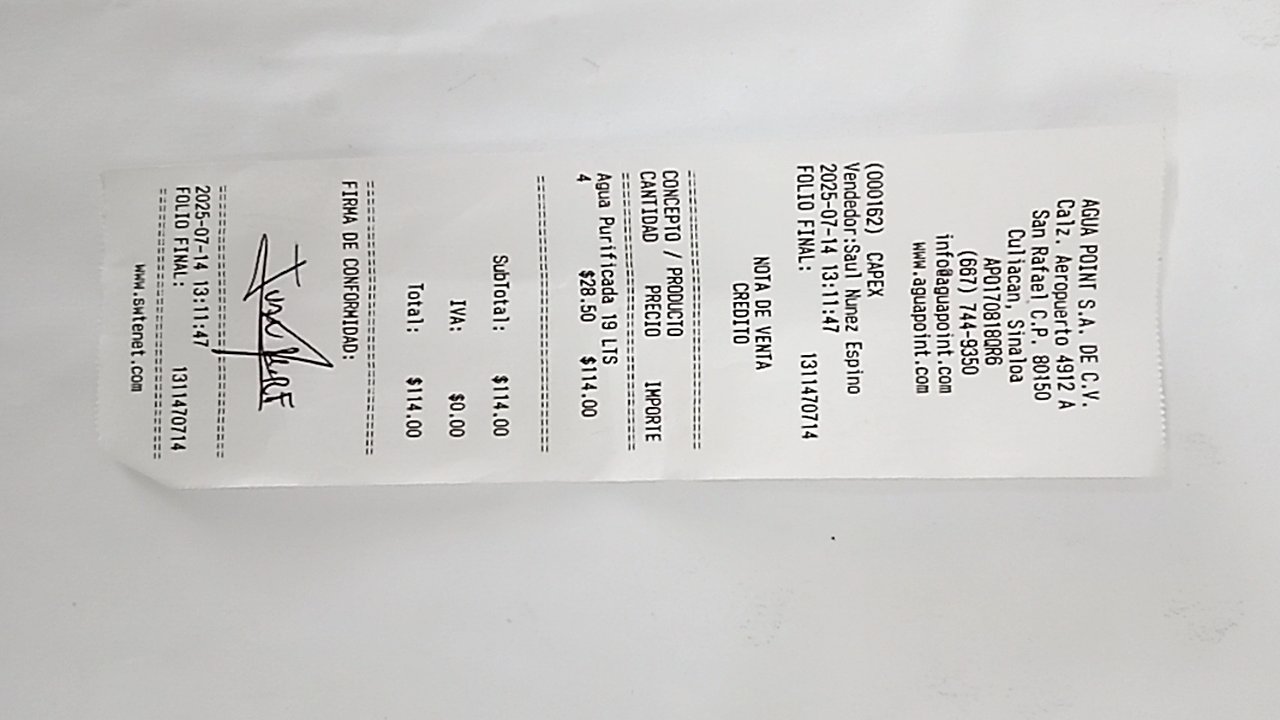 AGUA POINT S.A. DE C.V.
Calz. Aeropuerto 4912 A
San Rafael C.P. 80150
Culiacan, Sinaloa
APO1708180R6
(667) 744-9350
info@aguapoint.com
www.aguapoint.com
(000162) CAPEX
Vendedor:Saul Nunez Espino
2025-07-14 13:11:47
FOLIO FINAL: 1311470714
NOTA DE VENTA
CREDITO
CONCEPTO / PRODUCTO
CANTIDAD PRECIO IMPORTE
Agua Purificada 19 LTS
4 $28.50 $114.00
SubTotal: $114.00
IVA: $0.00
Total: $114.00
FIRMA DE CONFORMIDAD:
2025-07-14 13:11:47
FOLIO FINAL: 1311470714
www.swtenet.com